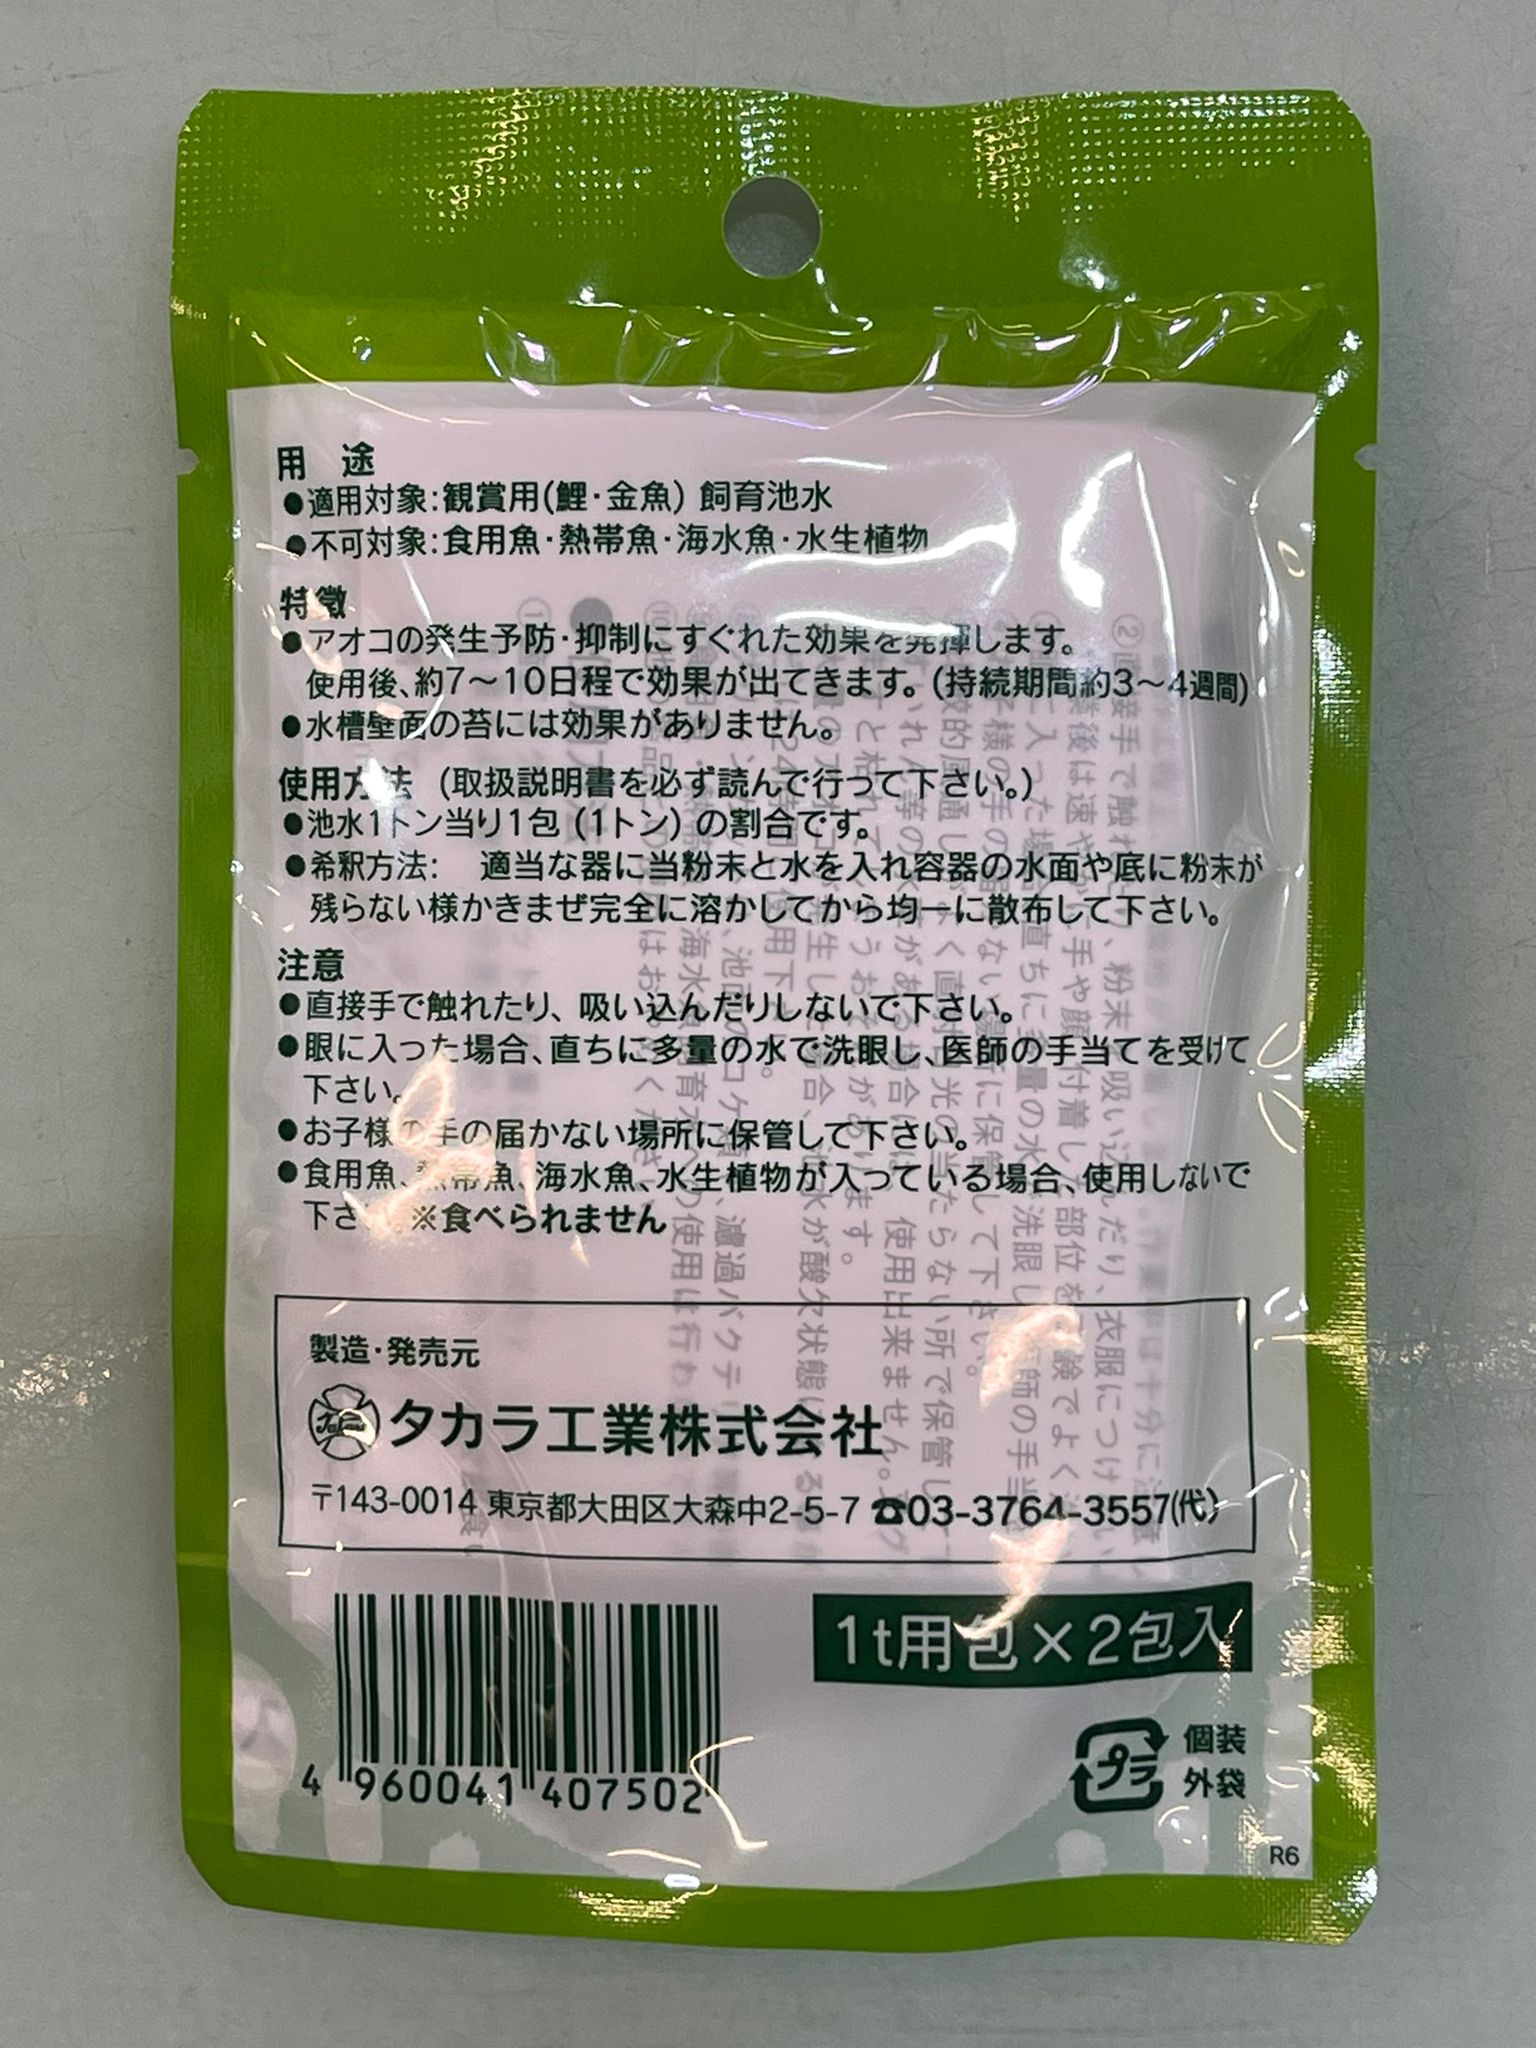 用 途
●適用対象:観賞用(鯉・金魚) 飼育池水
●不可対象:食用魚・熱帯魚・海水魚・水生植物
特徴
●アオコの発生予防・抑制にすぐれた効果を発揮します。
使用後、約7〜10日程で効果が出てきます。(持続期間約3〜4週間)
●水槽壁面の苔には効果がありません。
使用方法 (取扱説明書を必ず読んで行って下さい。)
●池水1トン当り1包 (1トン) の割合です。
●希釈方法: 適当な器に当粉末と水を入れ容器の水面や底に粉末が
残らない様かきまぜ完全に溶かしてから均一に散布して下さい。
注意
●直接手で触れたり、吸い込んだりしないで下さい。
●眼に入った場合、直ちに多量の水で洗眼し、医師の手当てを受けて
下さい。
●お子様の手の届かない場所に保管して下さい。
●食用魚、熱帯魚、海水魚、水生植物が入っている場合、使用しないで
下さい。※食べられません
製造・発売元
タカラ工業株式会社
〒143-0014 東京都大田区大森中2-5-7 ☎03-3764-3557(代)
1t用包×2包入
4 960041 407502
プラ 個装
外袋
R6